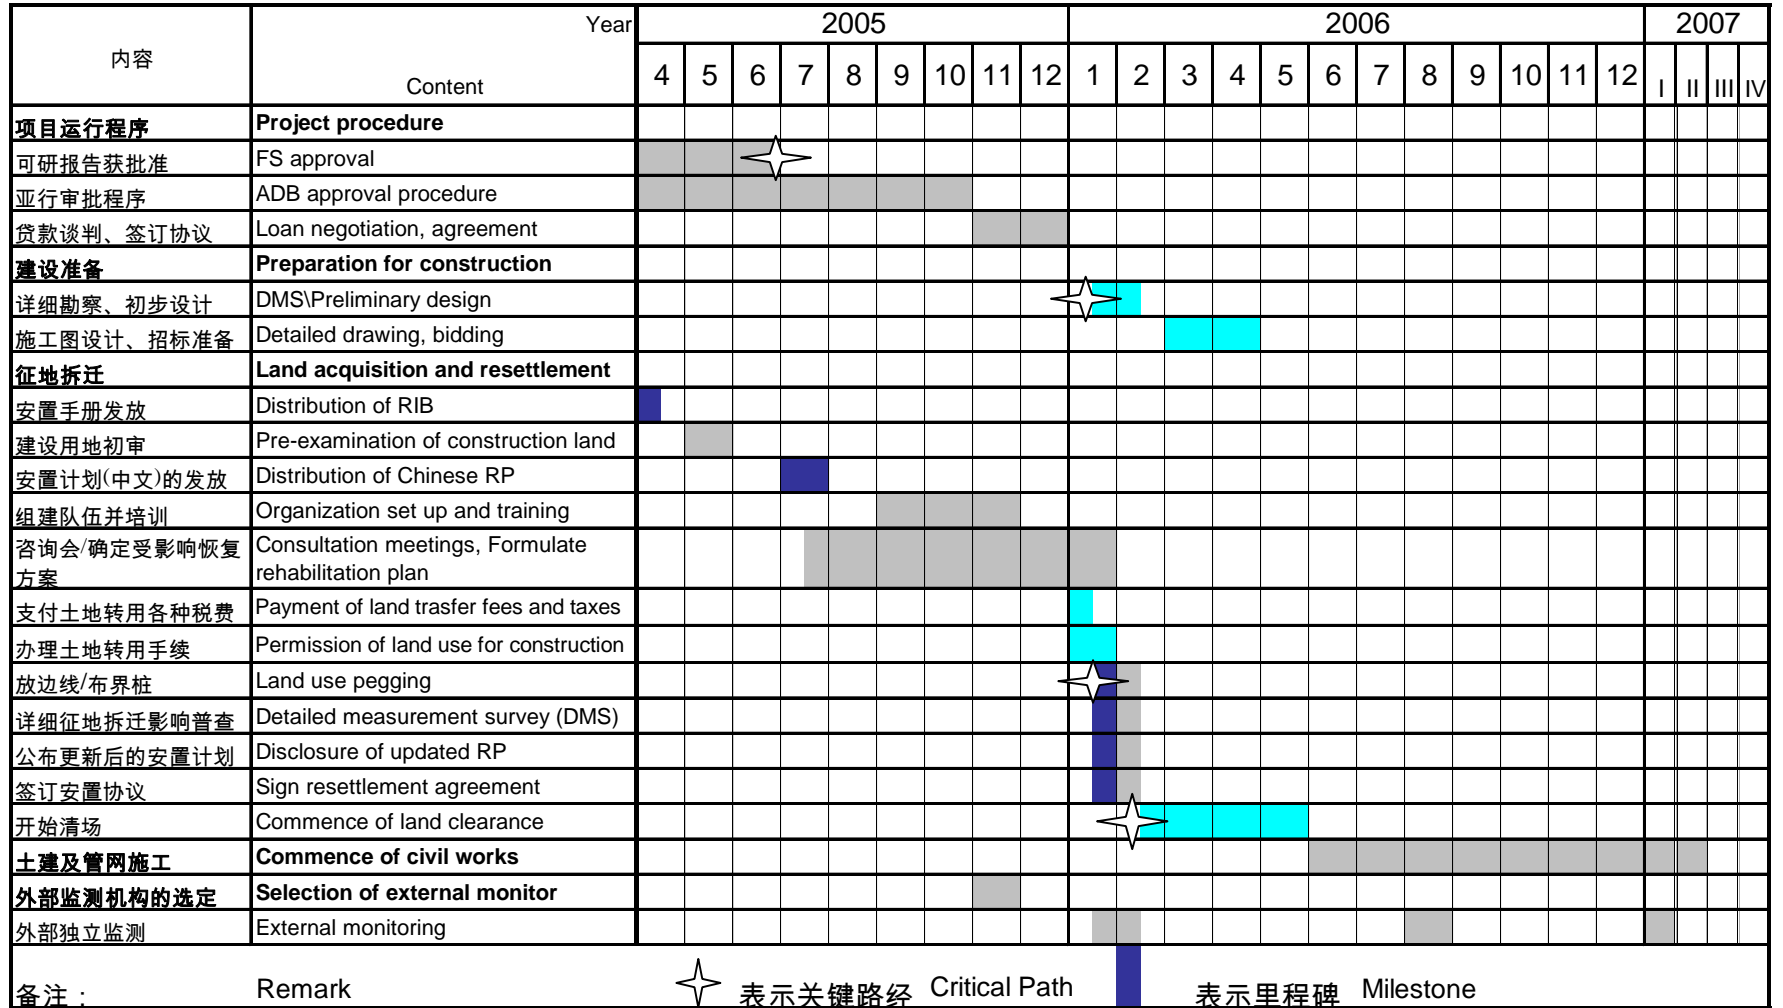 Year 2005 2006 2007
内容 Content 4 5 6 7 8 9 10 11 12 1 2 3 4 5 6 7 8 9 10 11 12 I II III IV
项目运行程序 Project procedure
可研报告获批准 FS approval
亚行审批程序 ADB approval procedure
贷款谈判、签订协议 Loan negotiation, agreement
建设准备 Preparation for construction
详细勘察、初步设计 DMS\Preliminary design
施工图设计、招标准备 Detailed drawing, bidding
征地拆迁 Land acquisition and resettlement
安置手册发放 Distribution of RIB
建设用地初审 Pre-examination of construction land
安置计划(中文)的发放 Distribution of Chinese RP
组建队伍并培训 Organization set up and training
咨询会/确定受影响恢复 Consultation meetings, Formulate
方案 rehabilitation plan
支付土地转用各种税费 Payment of land trasfer fees and taxes
办理土地转用手续 Permission of land use for construction
放边线/布界桩 Land use pegging
详细征地拆迁影响普查 Detailed measurement survey (DMS)
公布更新后的安置计划 Disclosure of updated RP
签订安置协议 Sign resettlement agreement
开始清场 Commence of land clearance
土建及管网施工 Commence of civil works
外部监测机构的选定 Selection of external monitor
外部独立监测 External monitoring
备注： Remark 表示关键路经 Critical Path 表示里程碑 Milestone